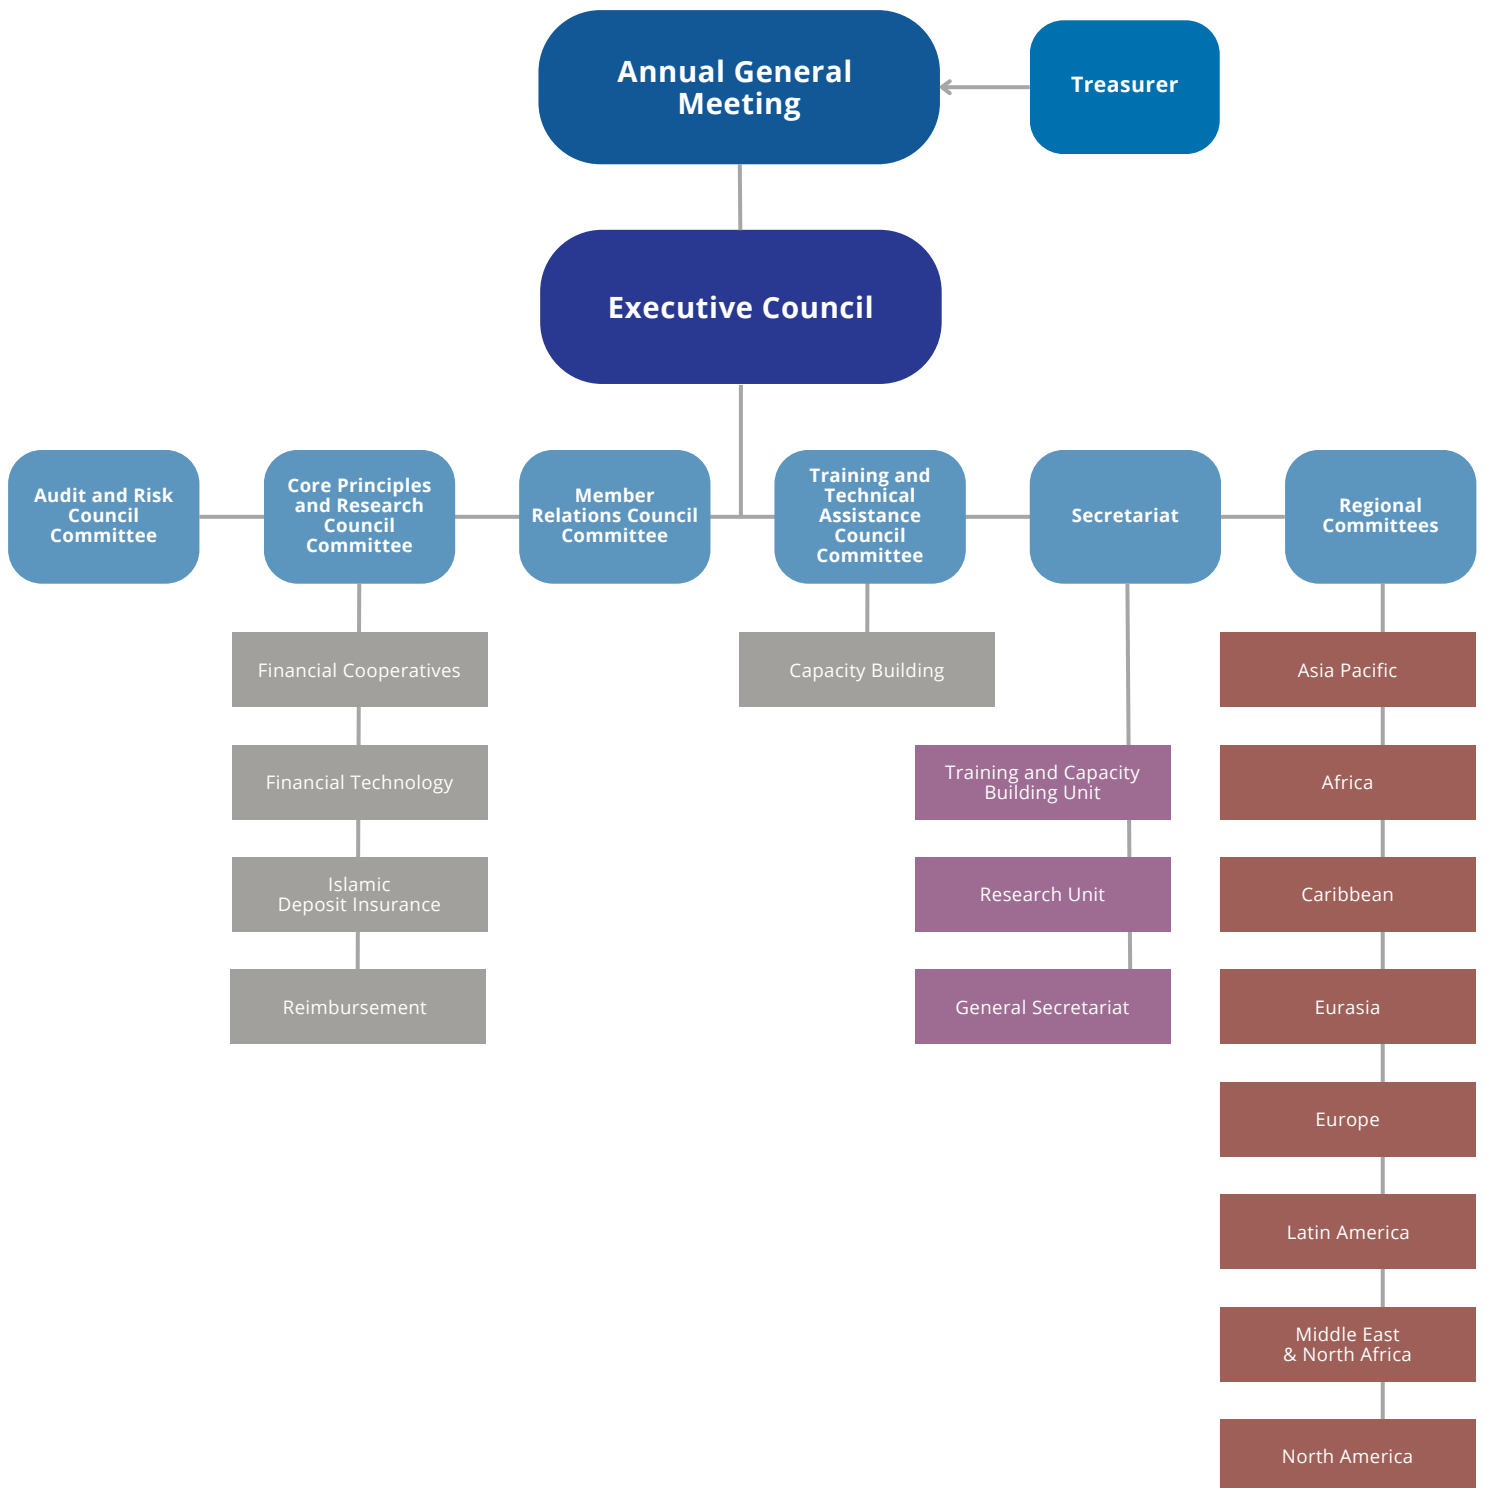 Annual General
Meeting
Treasurer
Executive Council
Audit and Risk
Council
Committee
Core Principles
and Research
Council
Committee
Member
Relations Council
Committee
Training and
Technical
Assistance
Council
Committee
Secretariat
Regional
Committees
Financial Cooperatives
Financial Technology
Islamic
Deposit Insurance
Reimbursement
Capacity Building
Training and Capacity
Building Unit
Research Unit
General Secretariat
Asia Pacific
Africa
Caribbean
Eurasia
Europe
Latin America
Middle East
& North Africa
North America